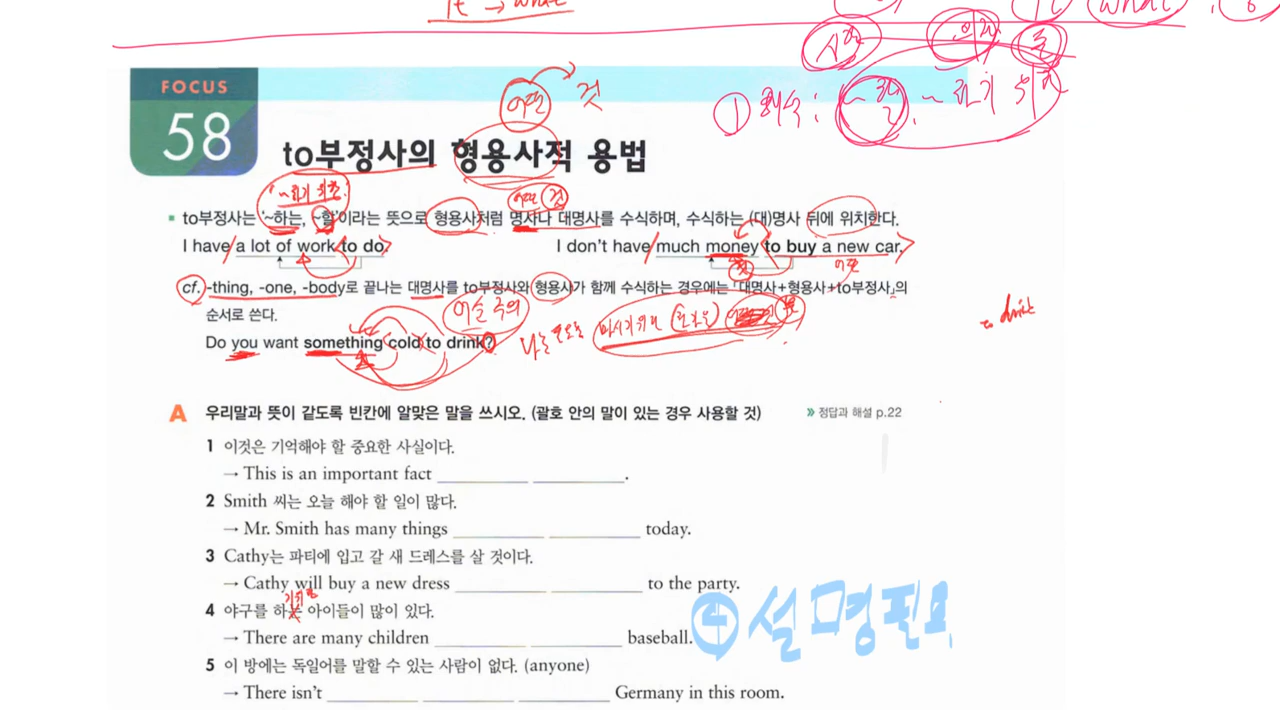 It → what
what
① : ~할, ~하기 위한
FOCUS
58
어떤 것
to부정사의 형용사적 용법
~하기 위한
어떤 것
to부정사는 '~하는, ~할'이라는 뜻으로 형용사처럼 명사나 대명사를 수식하며, 수식하는 (대)명사 뒤에 위치한다.
I have a lot of work to do. I don't have much money to buy a new car.
cf. -thing, -one, -body로 끝나는 대명사를 to부정사와 형용사가 함께 수식하는 경우에는 「대명사+형용사+to부정사」의
순서로 쓴다.
어순 주의
to drink
Do you want something cold to drink?
A 우리말과 뜻이 같도록 빈칸에 알맞은 말을 쓰시오. (괄호 안의 말이 있는 경우 사용할 것) 정답과 해설 p.22
1 이것은 기억해야 할 중요한 사실이다.
→ This is an important fact ________ ________.
2 Smith 씨는 오늘 해야 할 일이 많다.
→ Mr. Smith has many things ________ ________ today.
3 Cathy는 파티에 입고 갈 새 드레스를 살 것이다.
→ Cathy will buy a new dress ________ ________ to the party.
4 야구를 하는 아이들이 많이 있다.
→ There are many children ________ ________ baseball.
④ 설명필요
5 이 방에는 독일어를 말할 수 있는 사람이 없다. (anyone)
→ There isn't ________ ________ ________ Germany in this room.